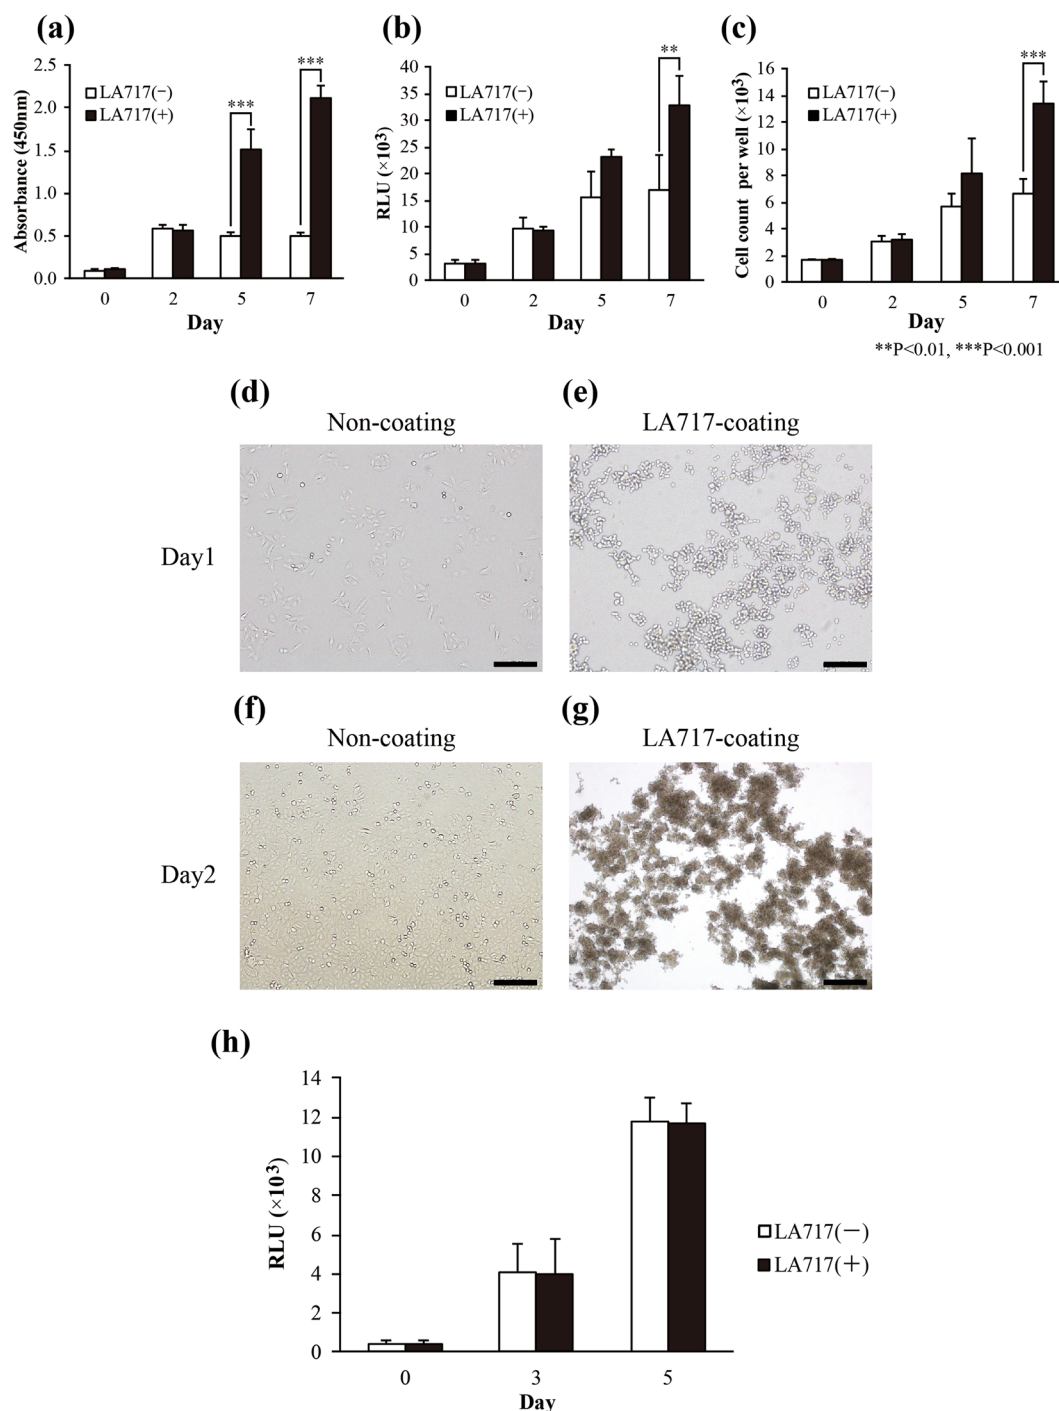 (a)
2.5
2.0
1.5
1.0
0.5
0.0
Absorbance (450nm)
LA717(−)
LA717(+)
***
***
0 2 5 7
Day
(b)
40
35
30
25
20
15
10
5
0
RLU (×10³)
LA717(−)
LA717(+)
**
0 2 5 7
Day
(c)
16
14
12
10
8
6
4
2
0
Cell count per well (×10³)
LA717(−)
LA717(+)
***
0 2 5 7
Day
**P<0.01, ***P<0.001
(d)
Non-coating
(e)
LA717-coating
Day1
(f)
Non-coating
(g)
LA717-coating
Day2
(h)
14
12
10
8
6
4
2
0
RLU (×10³)
LA717(−)
LA717(+)
0 3 5
Day